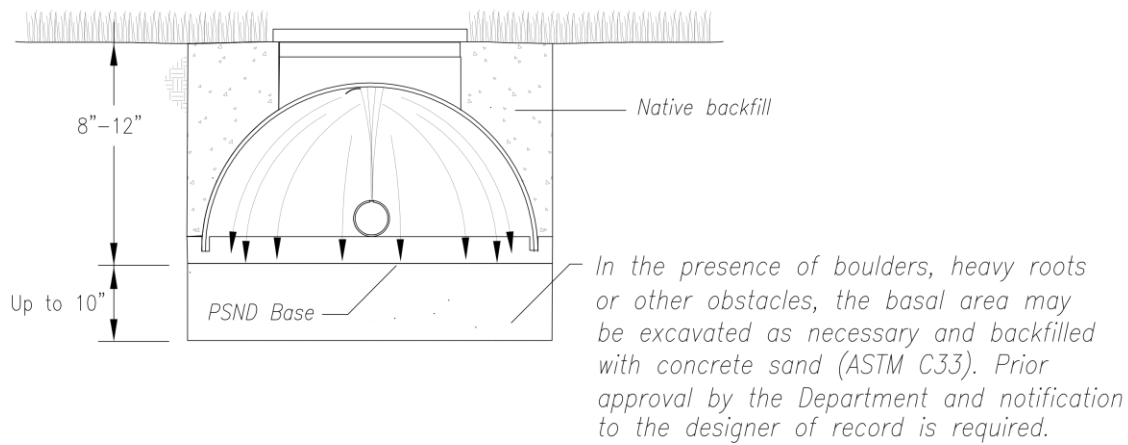 8"-12"
Native backfill
Up to 10"
PSND Base
In the presence of boulders, heavy roots
or other obstacles, the basal area may
be excavated as necessary and backfilled
with concrete sand (ASTM C33). Prior
approval by the Department and notification
to the designer of record is required.